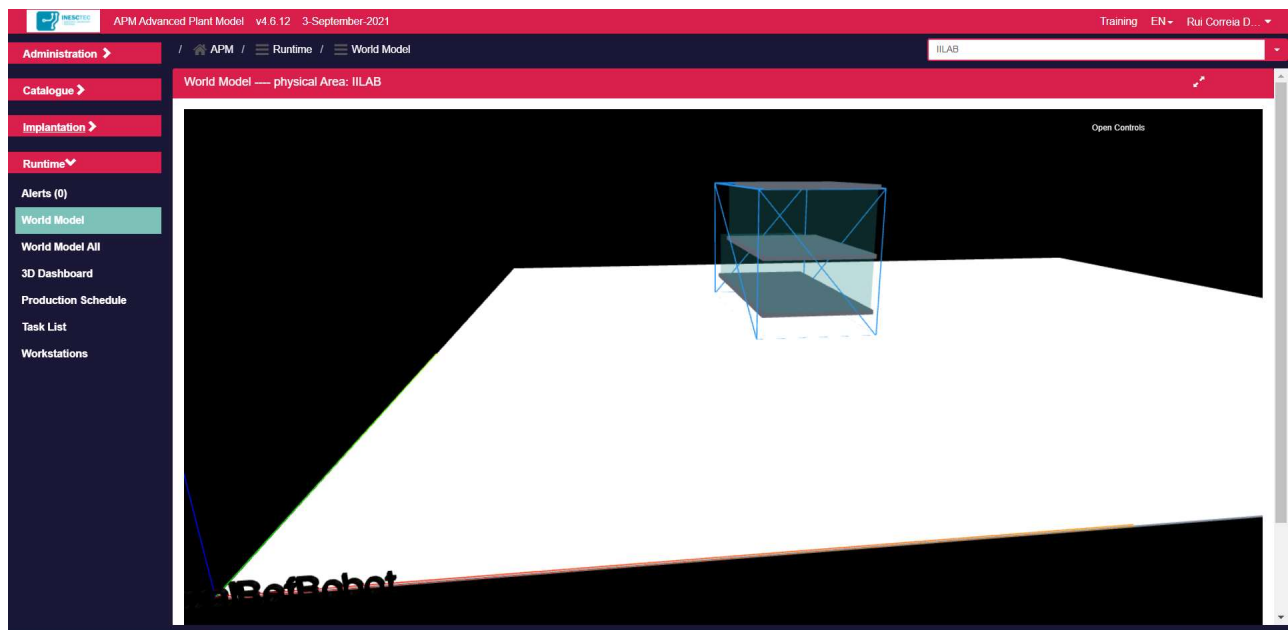 INESCTEC
APM Advanced Plant Model v4.6.12 3-September-2021
Training EN Rui Correia D...
Administration
/ APM / Runtime / World Model
IILAB
Catalogue
World Model ---- physical Area: IILAB
Implantation
Open Controls
Runtime
Alerts (0)
World Model
World Model All
3D Dashboard
Production Schedule
Task List
Workstations